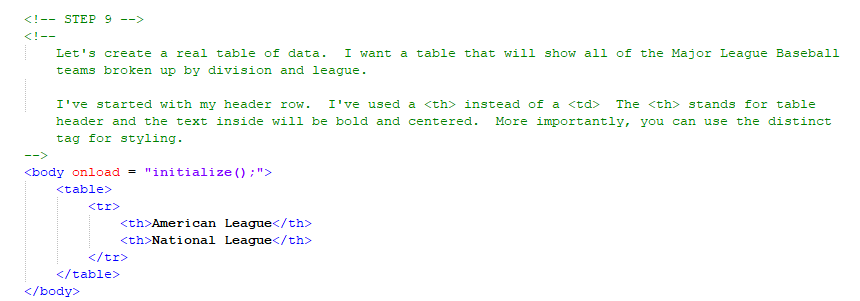 <!-- STEP 9 -->
<!--
Let's create a real table of data.  I want a table that will show all of the Major League Baseball
teams broken up by division and league.
I've started with my header row.  I've used a <th> instead of a <td>  The <th> stands for table
header and the text inside will be bold and centered.  More importantly, you can use the distinct
tag for styling.
-->
<body onload = "initialize();">
<table>
<tr>
<th>American League</th>
<th>National League</th>
</tr>
</table>
</body>